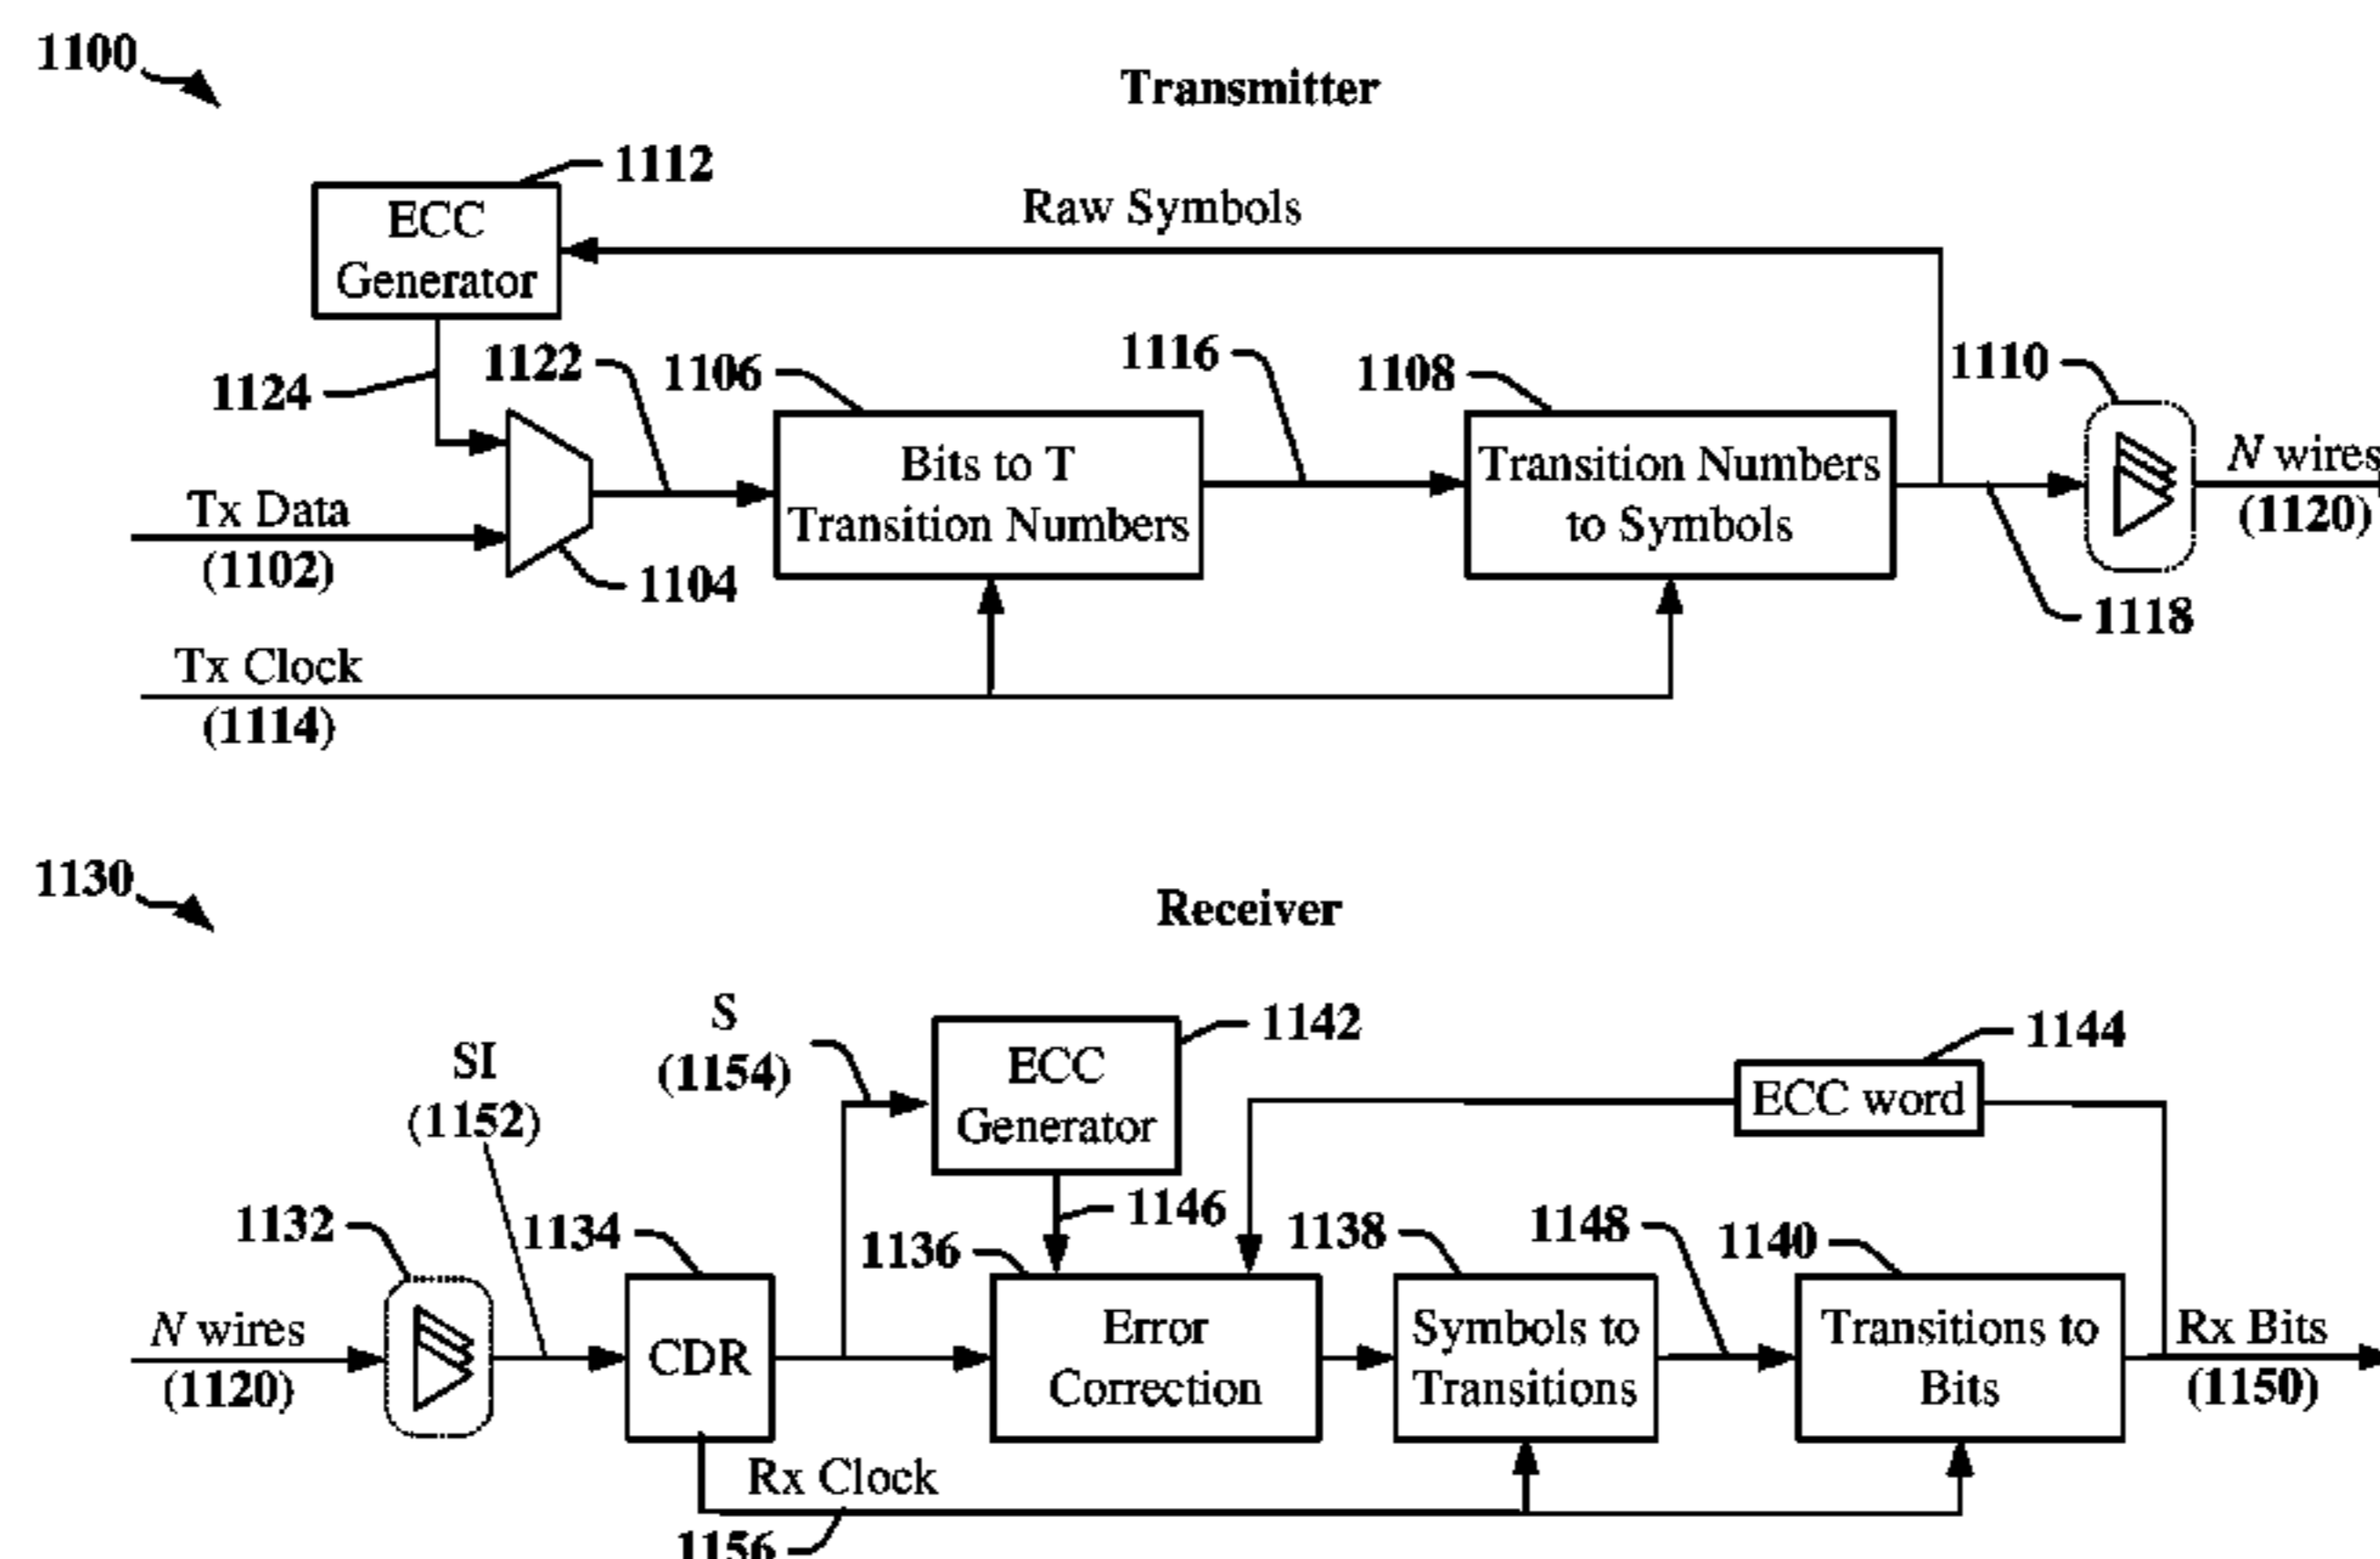 1100
Transmitter
1112
ECC
Generator
Raw Symbols
1124
1122
1106
1116
1108
1110
Tx Data
(1102)
1104
Bits to T
Transition Numbers
Transition Numbers
to Symbols
N wires
(1120)
1118
Tx Clock
(1114)
1130
Receiver
S
(1154)
SI
(1152)
ECC
Generator
1142
ECC word
1144
1132
1134
1136
1146
1138
1148
1140
N wires
(1120)
CDR
Error
Correction
Symbols to
Transitions
Transitions to
Bits
Rx Bits
(1150)
Rx Clock
1156